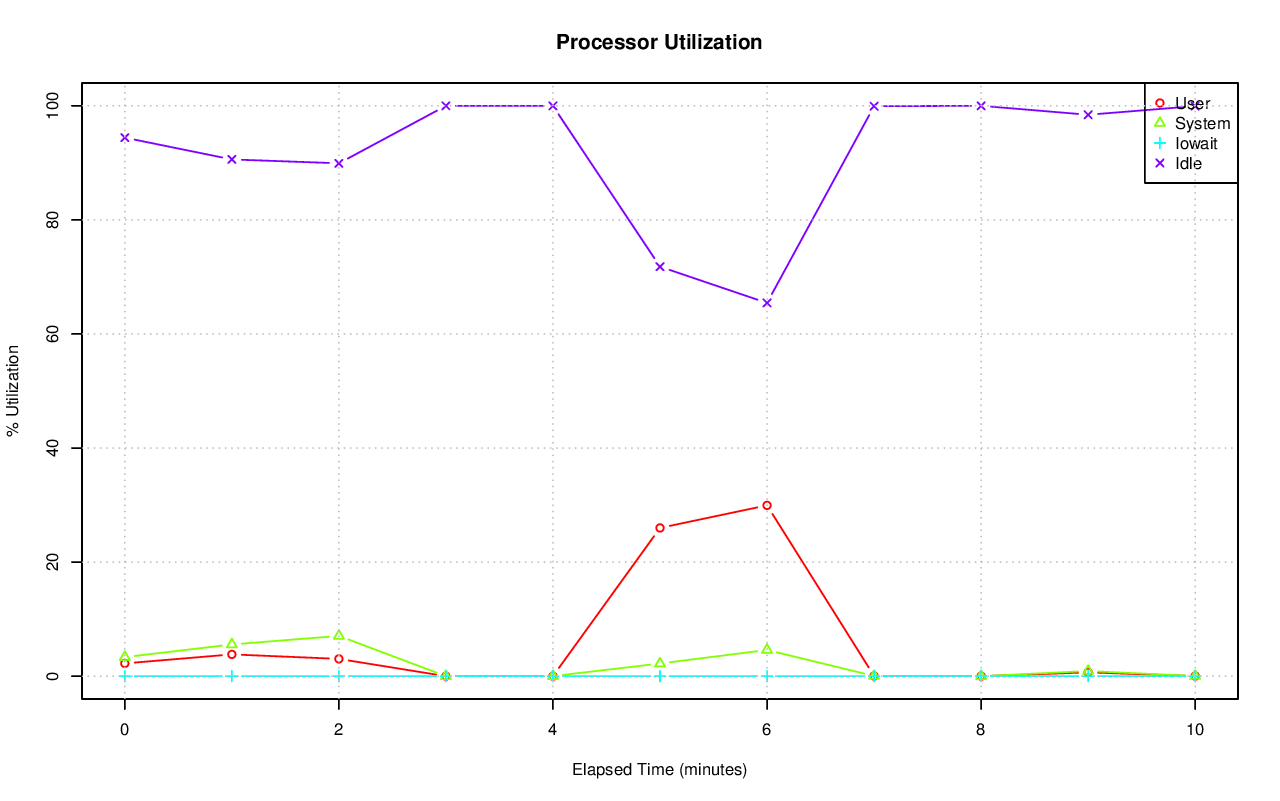 Processor Utilization
User
System
Iowait
Idle
% Utilization
100
80
60
40
20
0
0 2 4 6 8 10
Elapsed Time (minutes)